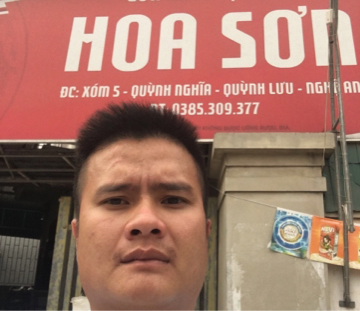 HOA SƠN
ĐC: XÓM 5 - QUỲNH NGHĨA - QUỲNH LƯU - NGHỆ AN
ĐT: 0385.309.377